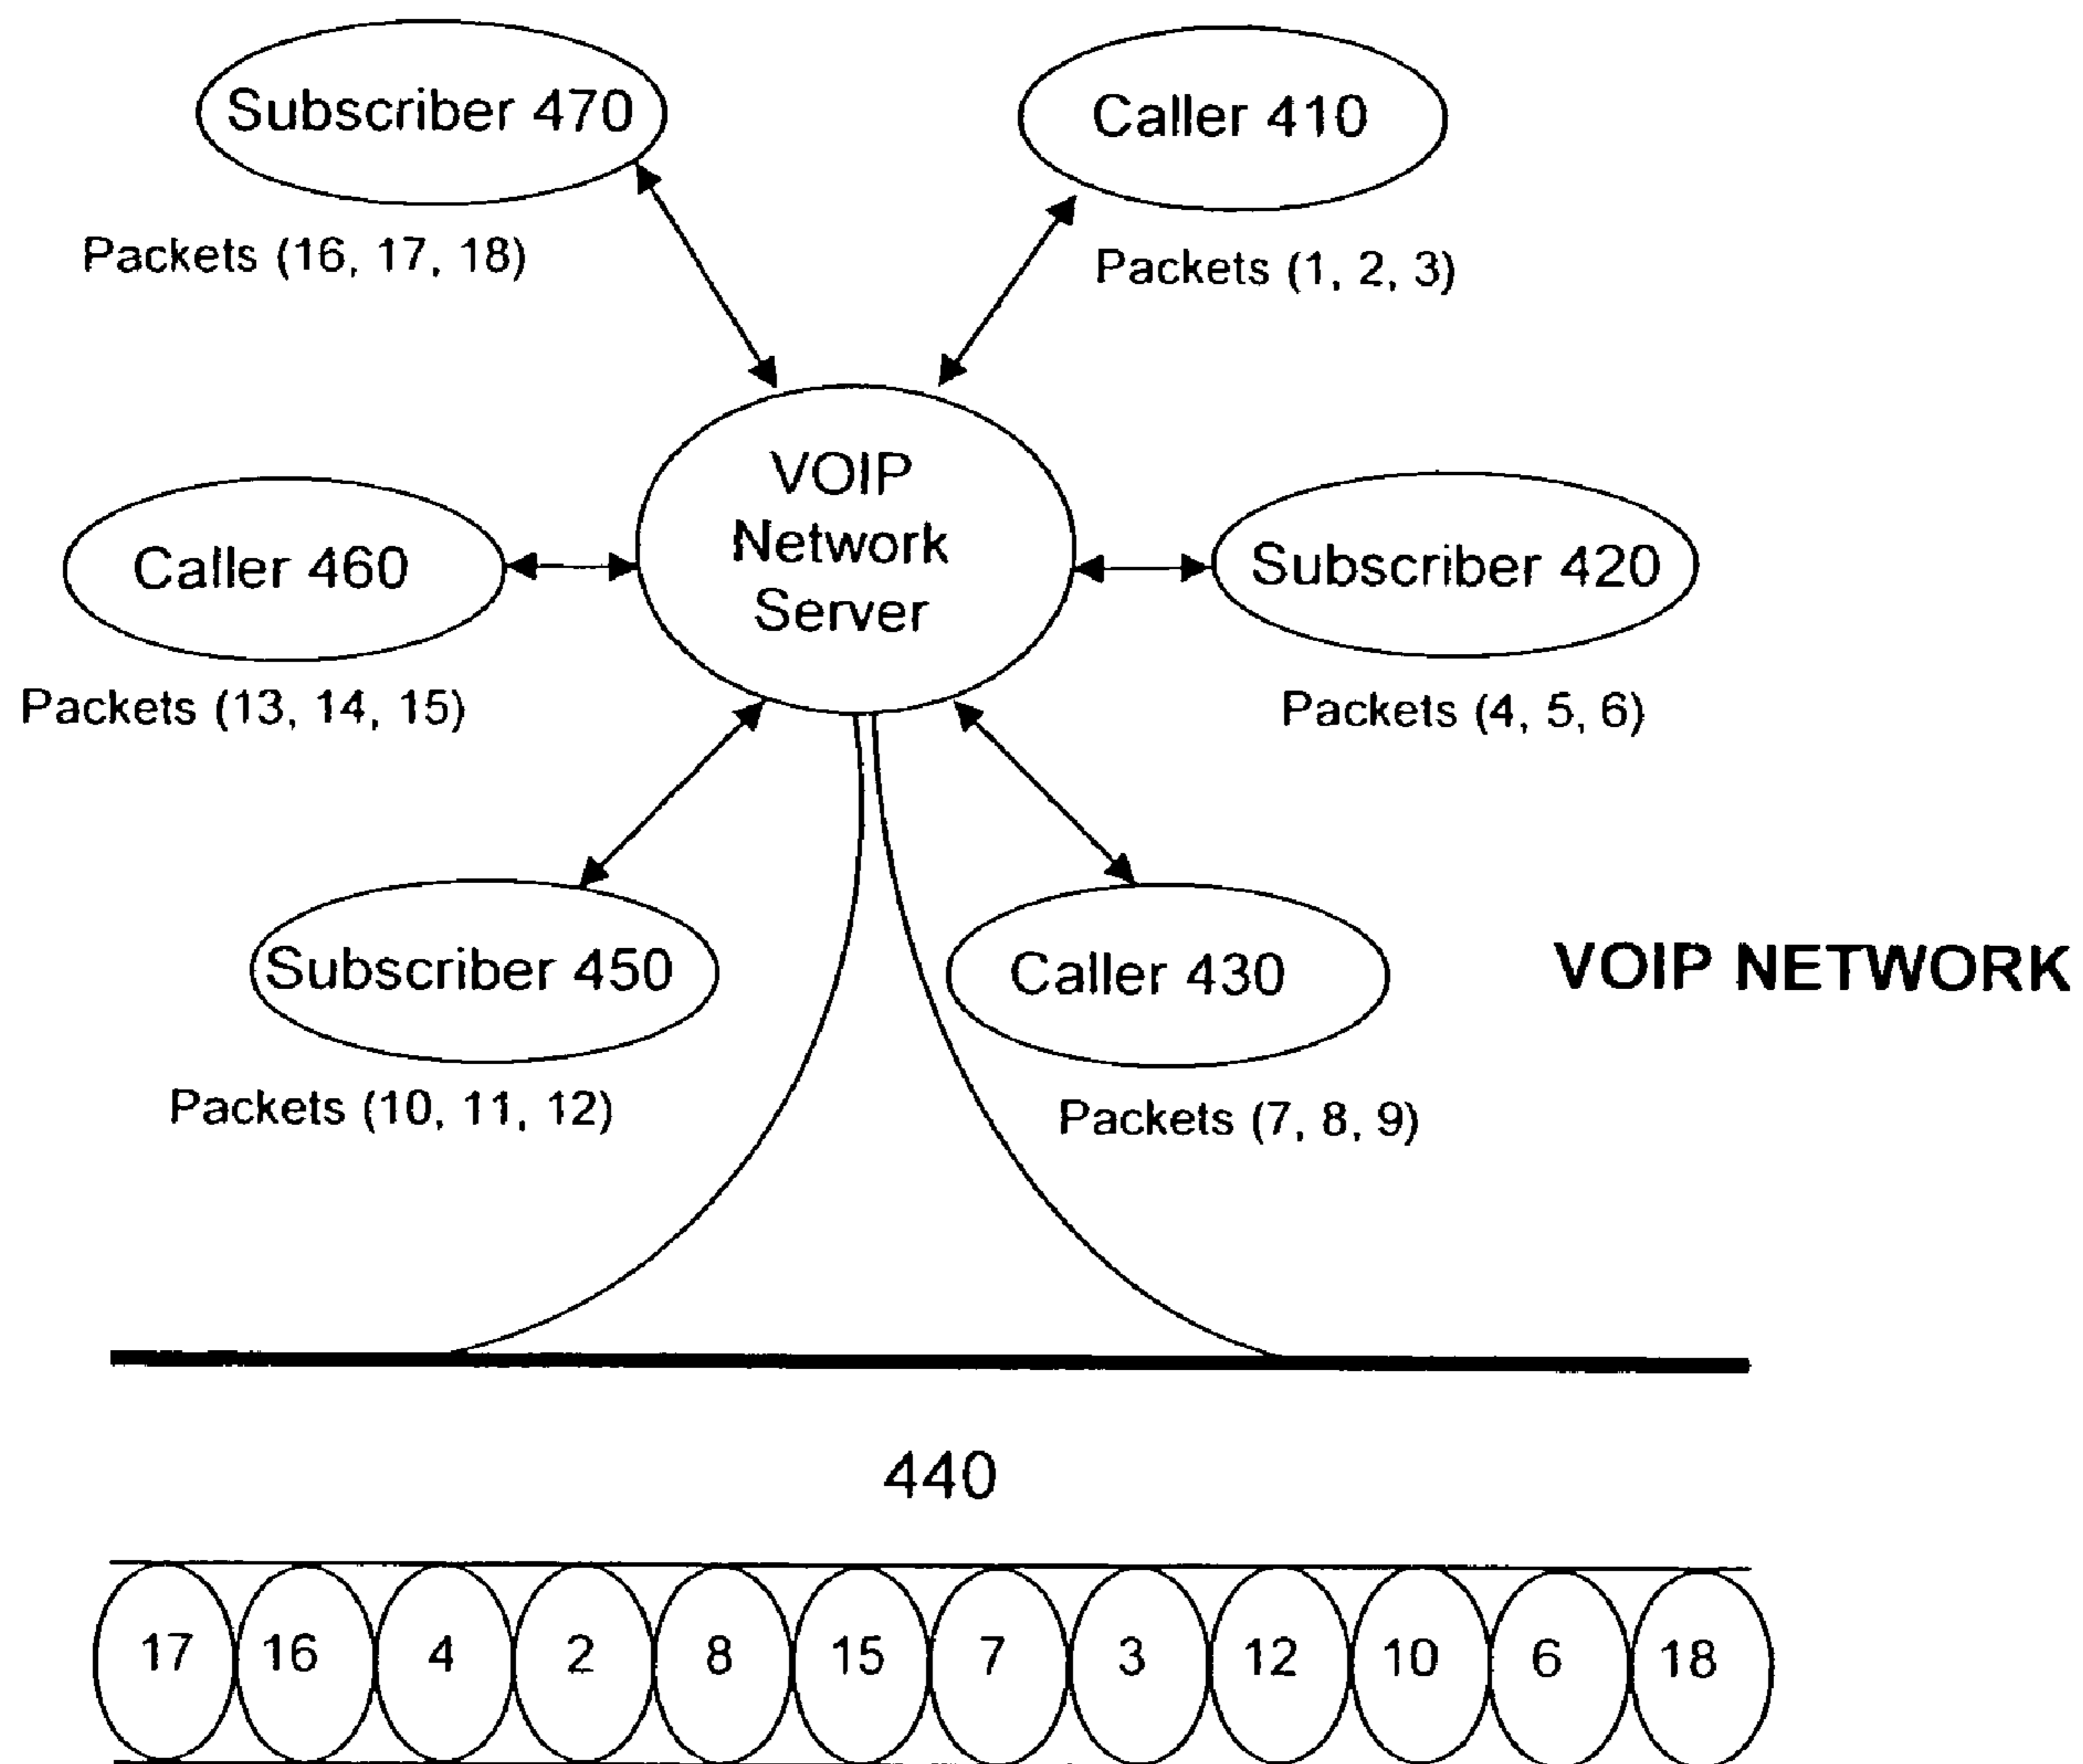 Subscriber 470
Caller 410
Packets (16, 17, 18)
Packets (1, 2, 3)
VOIP
Network
Server
Caller 460
Subscriber 420
Packets (13, 14, 15)
Packets (4, 5, 6)
Subscriber 450
Caller 430
VOIP NETWORK
Packets (10, 11, 12)
Packets (7, 8, 9)
440
17 16 4 2 8 15 7 3 12 10 6 18